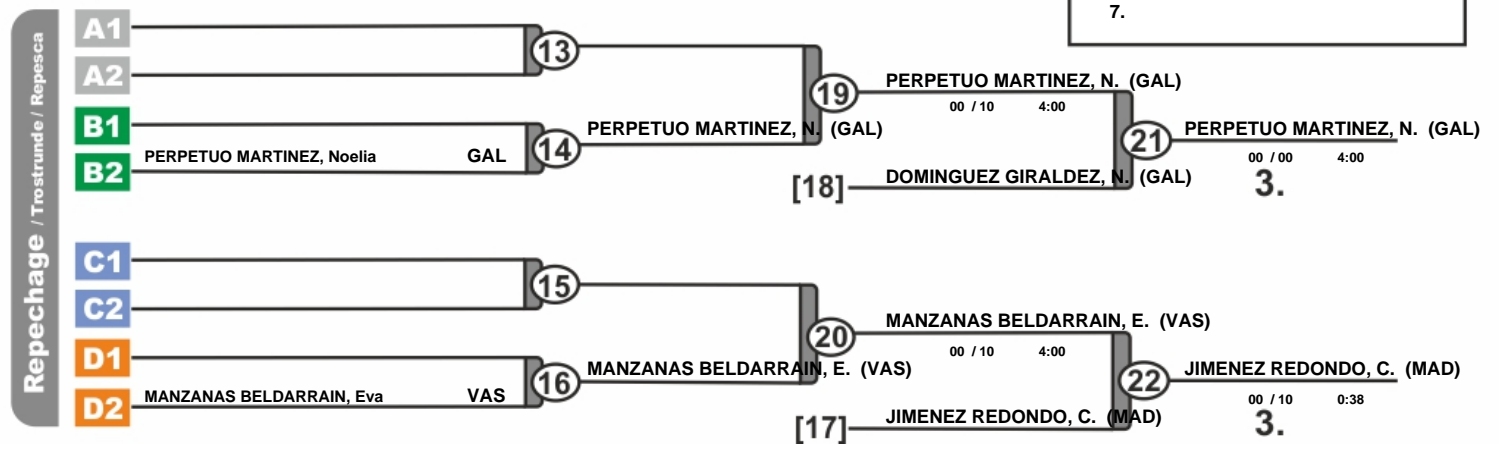 7.
Repechage / Trostrunde / Repesca
A1
13
A2
19
PERPETUO MARTINEZ, N. (GAL)
00 / 10 4:00
B1
14
PERPETUO MARTINEZ, N. (GAL)
21
PERPETUO MARTINEZ, N. (GAL)
00 / 00 4:00
3.
B2
PERPETUO MARTINEZ, Noelia GAL
[18]
DOMINGUEZ GIRALDEZ, N. (GAL)
C1
15
C2
20
MANZANAS BELDARRAIN, E. (VAS)
00 / 10 4:00
D1
16
MANZANAS BELDARRAIN, E. (VAS)
22
JIMENEZ REDONDO, C. (MAD)
00 / 10 0:38
3.
D2
MANZANAS BELDARRAIN, Eva VAS
[17]
JIMENEZ REDONDO, C. (MAD)